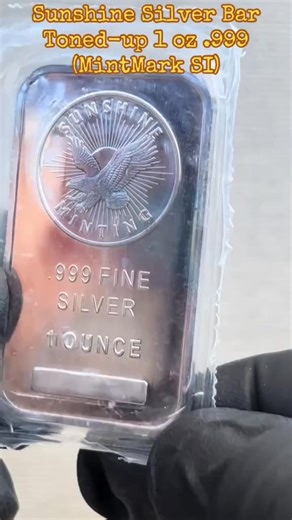 Sunshine Silver Bar
Toned-up 1 oz .999
(MintMark SI)
SUNSHINE
MINTING
.999 FINE
SILVER
1 OUNCE